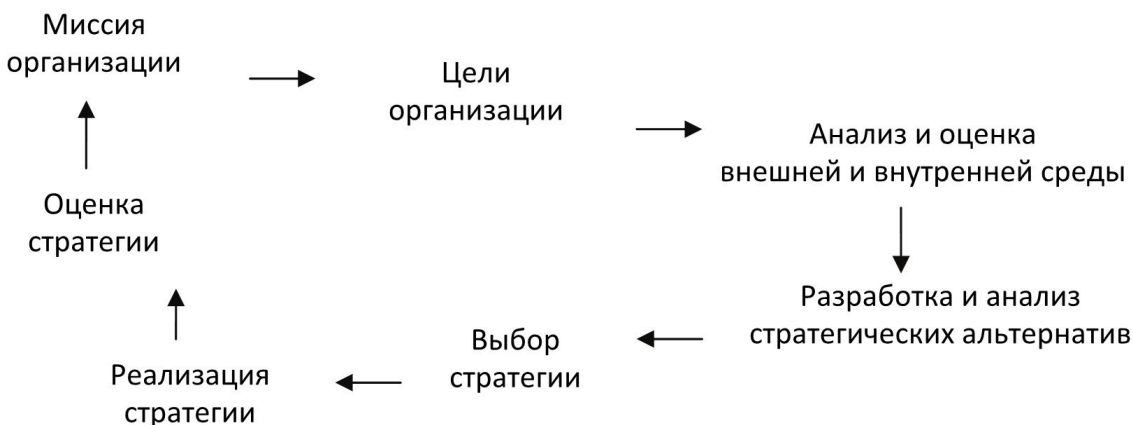 Миссия
организации
Цели
организации
Анализ и оценка
внешней и внутренней среды
Разработка и анализ
стратегических альтернатив
Выбор
стратегии
Реализация
стратегии
Оценка
стратегии